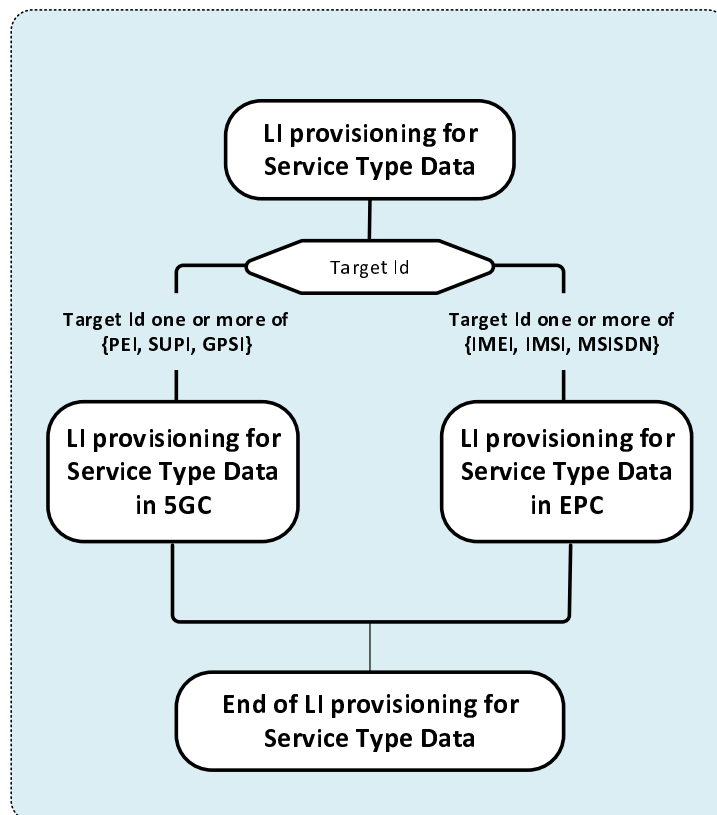 LI provisioning for
Service Type Data
Target Id
Target Id one or more of
{PEI, SUPI, GPSI}
Target Id one or more of
{IMEI, IMSI, MSISDN}
LI provisioning for
Service Type Data
in 5GC
LI provisioning for
Service Type Data
in EPC
End of LI provisioning for
Service Type Data